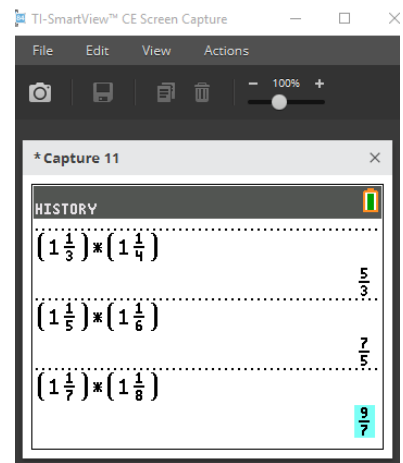 TI-SmartView™ CE Screen Capture
File Edit View Actions
− 100% +
*Capture 11 ×
HISTORY
(1 1/3)*(1 1/4)
5/3
(1 1/5)*(1 1/6)
7/5
(1 1/7)*(1 1/8)
9/7